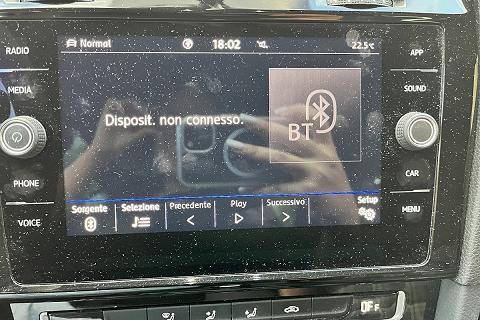 RADIO
MEDIA
PHONE
VOICE
Normal
18:02
22.5°C
Disposit. non connesso.
BT
Sorgente
Selezione
Precedente
Play
Successivo
Setup
APP
SOUND
CAR
MENU
OFF